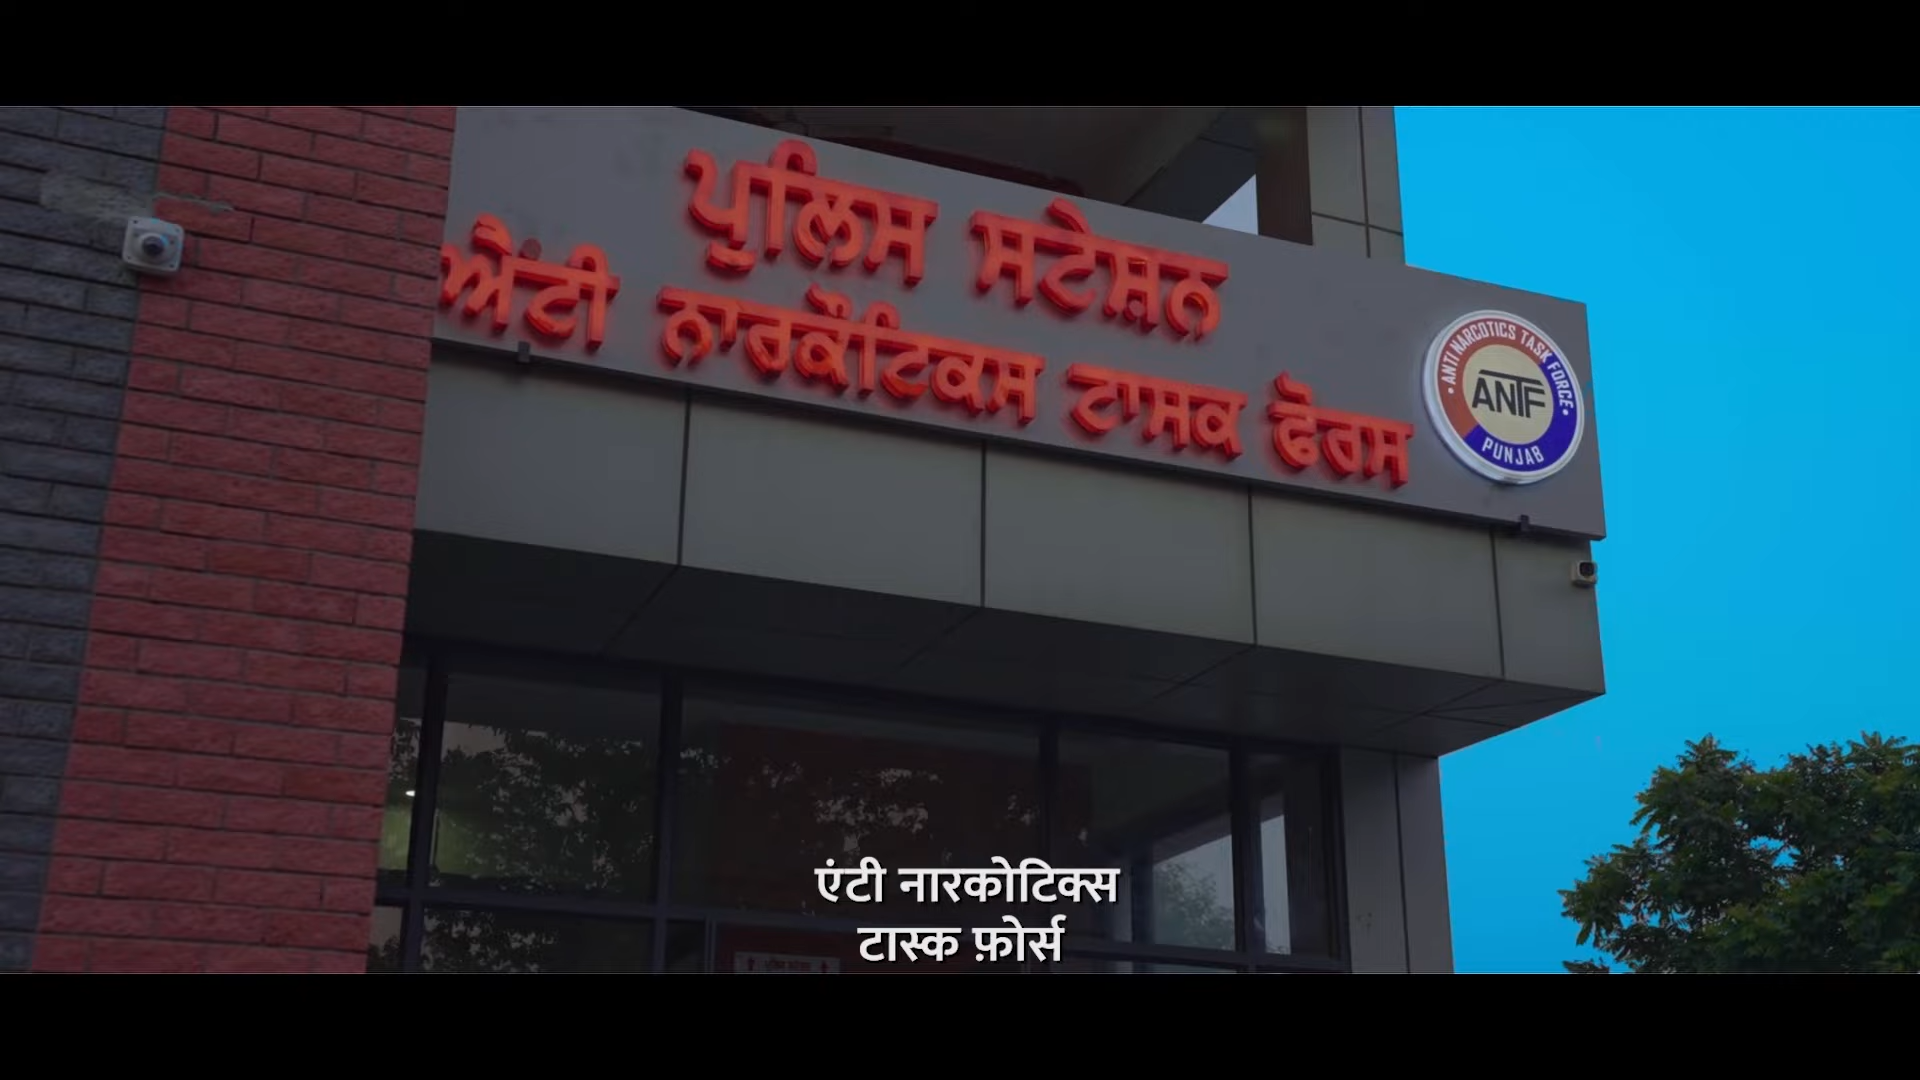 ਪੁਲਿਸ ਸਟੇਸ਼ਨ
ਐਂਟੀ ਨਾਰਕੌਟਿਕਸ ਟਾਸਕ ਫੋਰਸ
ANTI NARCOTICS TASK FORCE
ANTF
PUNJAB
एंटी नारकोटिक्स
टास्क फ़ोर्स